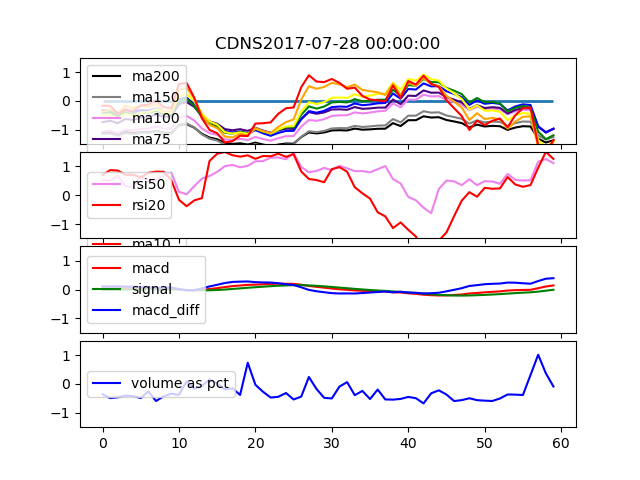 CDNS2017-07-28 00:00:00
1
0
−1
ma200
ma150
ma100
ma75
1
0
−1
rsi50
rsi20
ma10
1
0
−1
macd
signal
macd_diff
1
0
−1
volume as pct
0 10 20 30 40 50 60